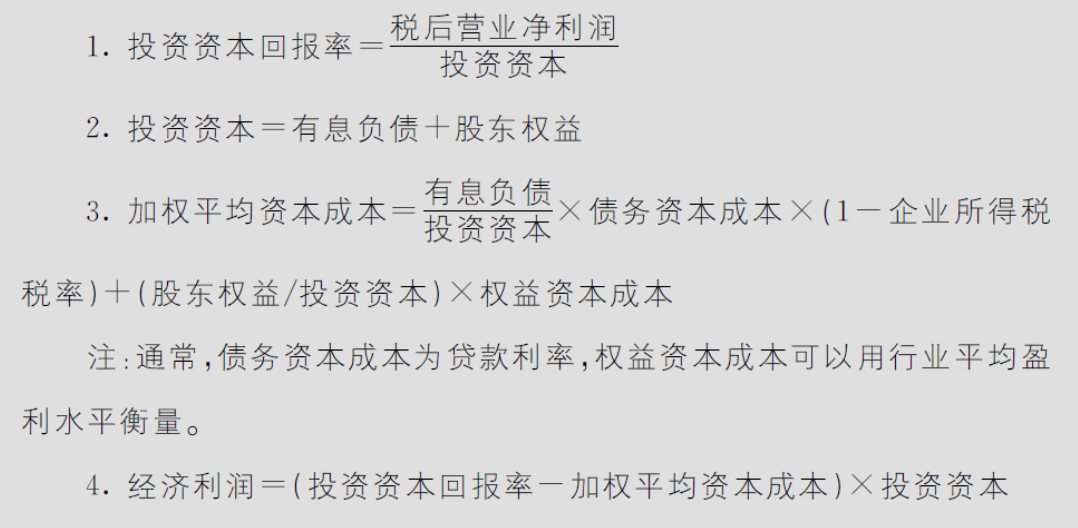 1. 投资资本回报率=税后营业净利润/投资资本
2. 投资资本=有息负债+股东权益
3. 加权平均资本成本=有息负债/投资资本×债务资本成本×(1-企业所得税
税率)+(股东权益/投资资本)×权益资本成本
注:通常,债务资本成本为贷款利率,权益资本成本可以用行业平均盈
利水平衡量。
4. 经济利润=(投资资本回报率-加权平均资本成本)×投资资本